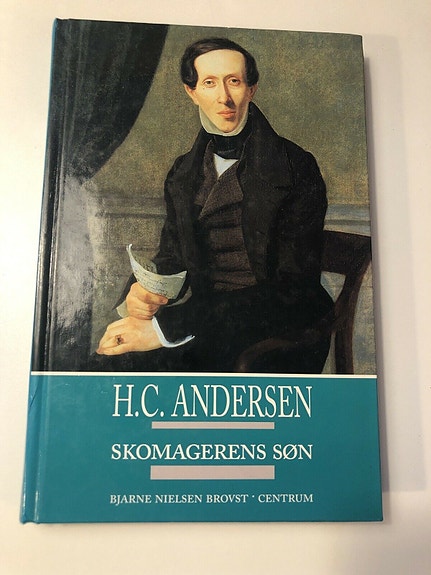 H.C. ANDERSEN
SKOMAGERENS SØN
BJARNE NIELSEN BROVST · CENTRUM